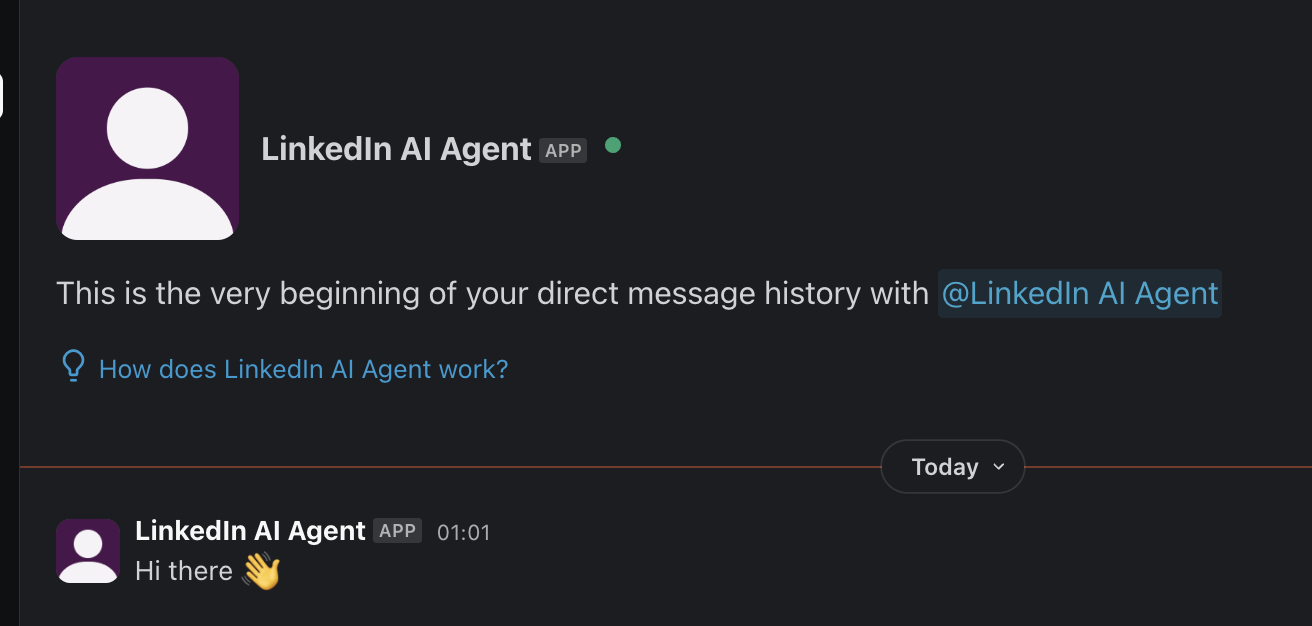 LinkedIn AI Agent APP
This is the very beginning of your direct message history with @LinkedIn AI Agent
How does LinkedIn AI Agent work?
Today
LinkedIn AI Agent APP 01:01
Hi there 👋